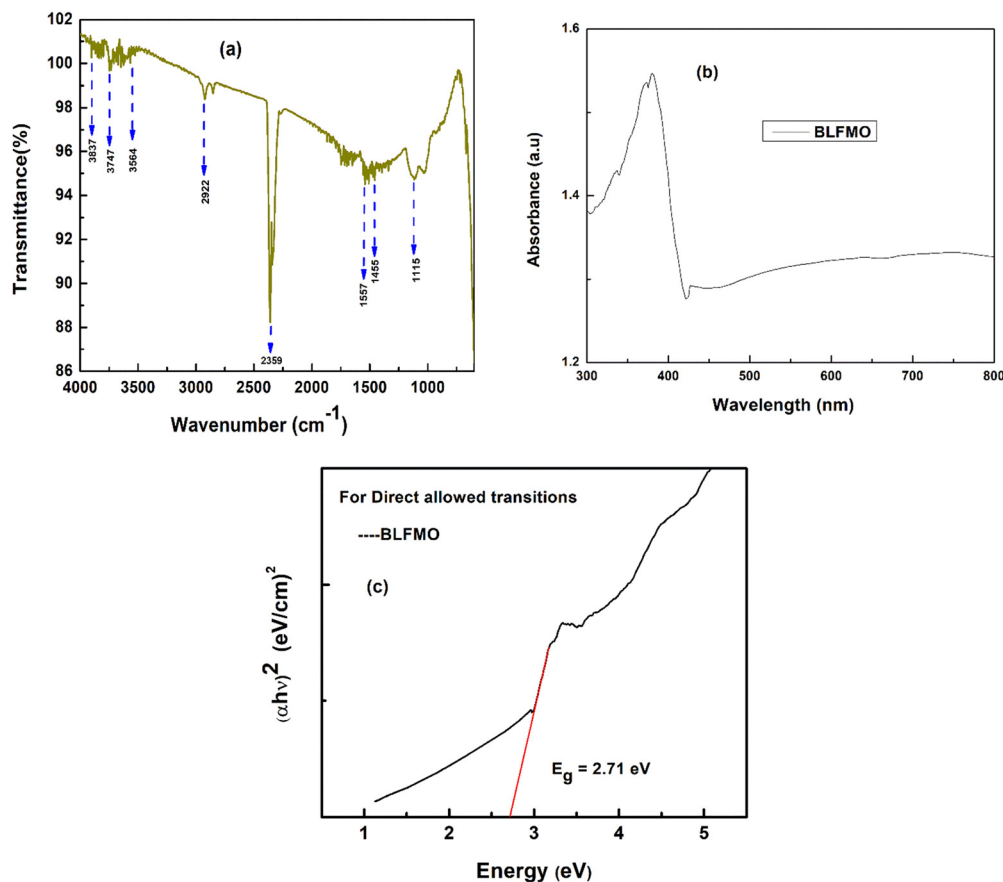 (a)
Transmittance(%)
102
100
98
96
94
92
90
88
86
3837
3747
3564
2922
2359
1557
1455
1115
4000
3500
3000
2500
2000
1500
1000
Wavenumber (cm-1)
(b)
BLFMO
Absorbance (a.u)
1.6
1.4
1.2
300
400
500
600
700
800
Wavelength (nm)
For Direct allowed transitions
----BLFMO
(c)
(αhν)2 (eV/cm)2
Eg = 2.71 eV
1
2
3
4
5
Energy (eV)